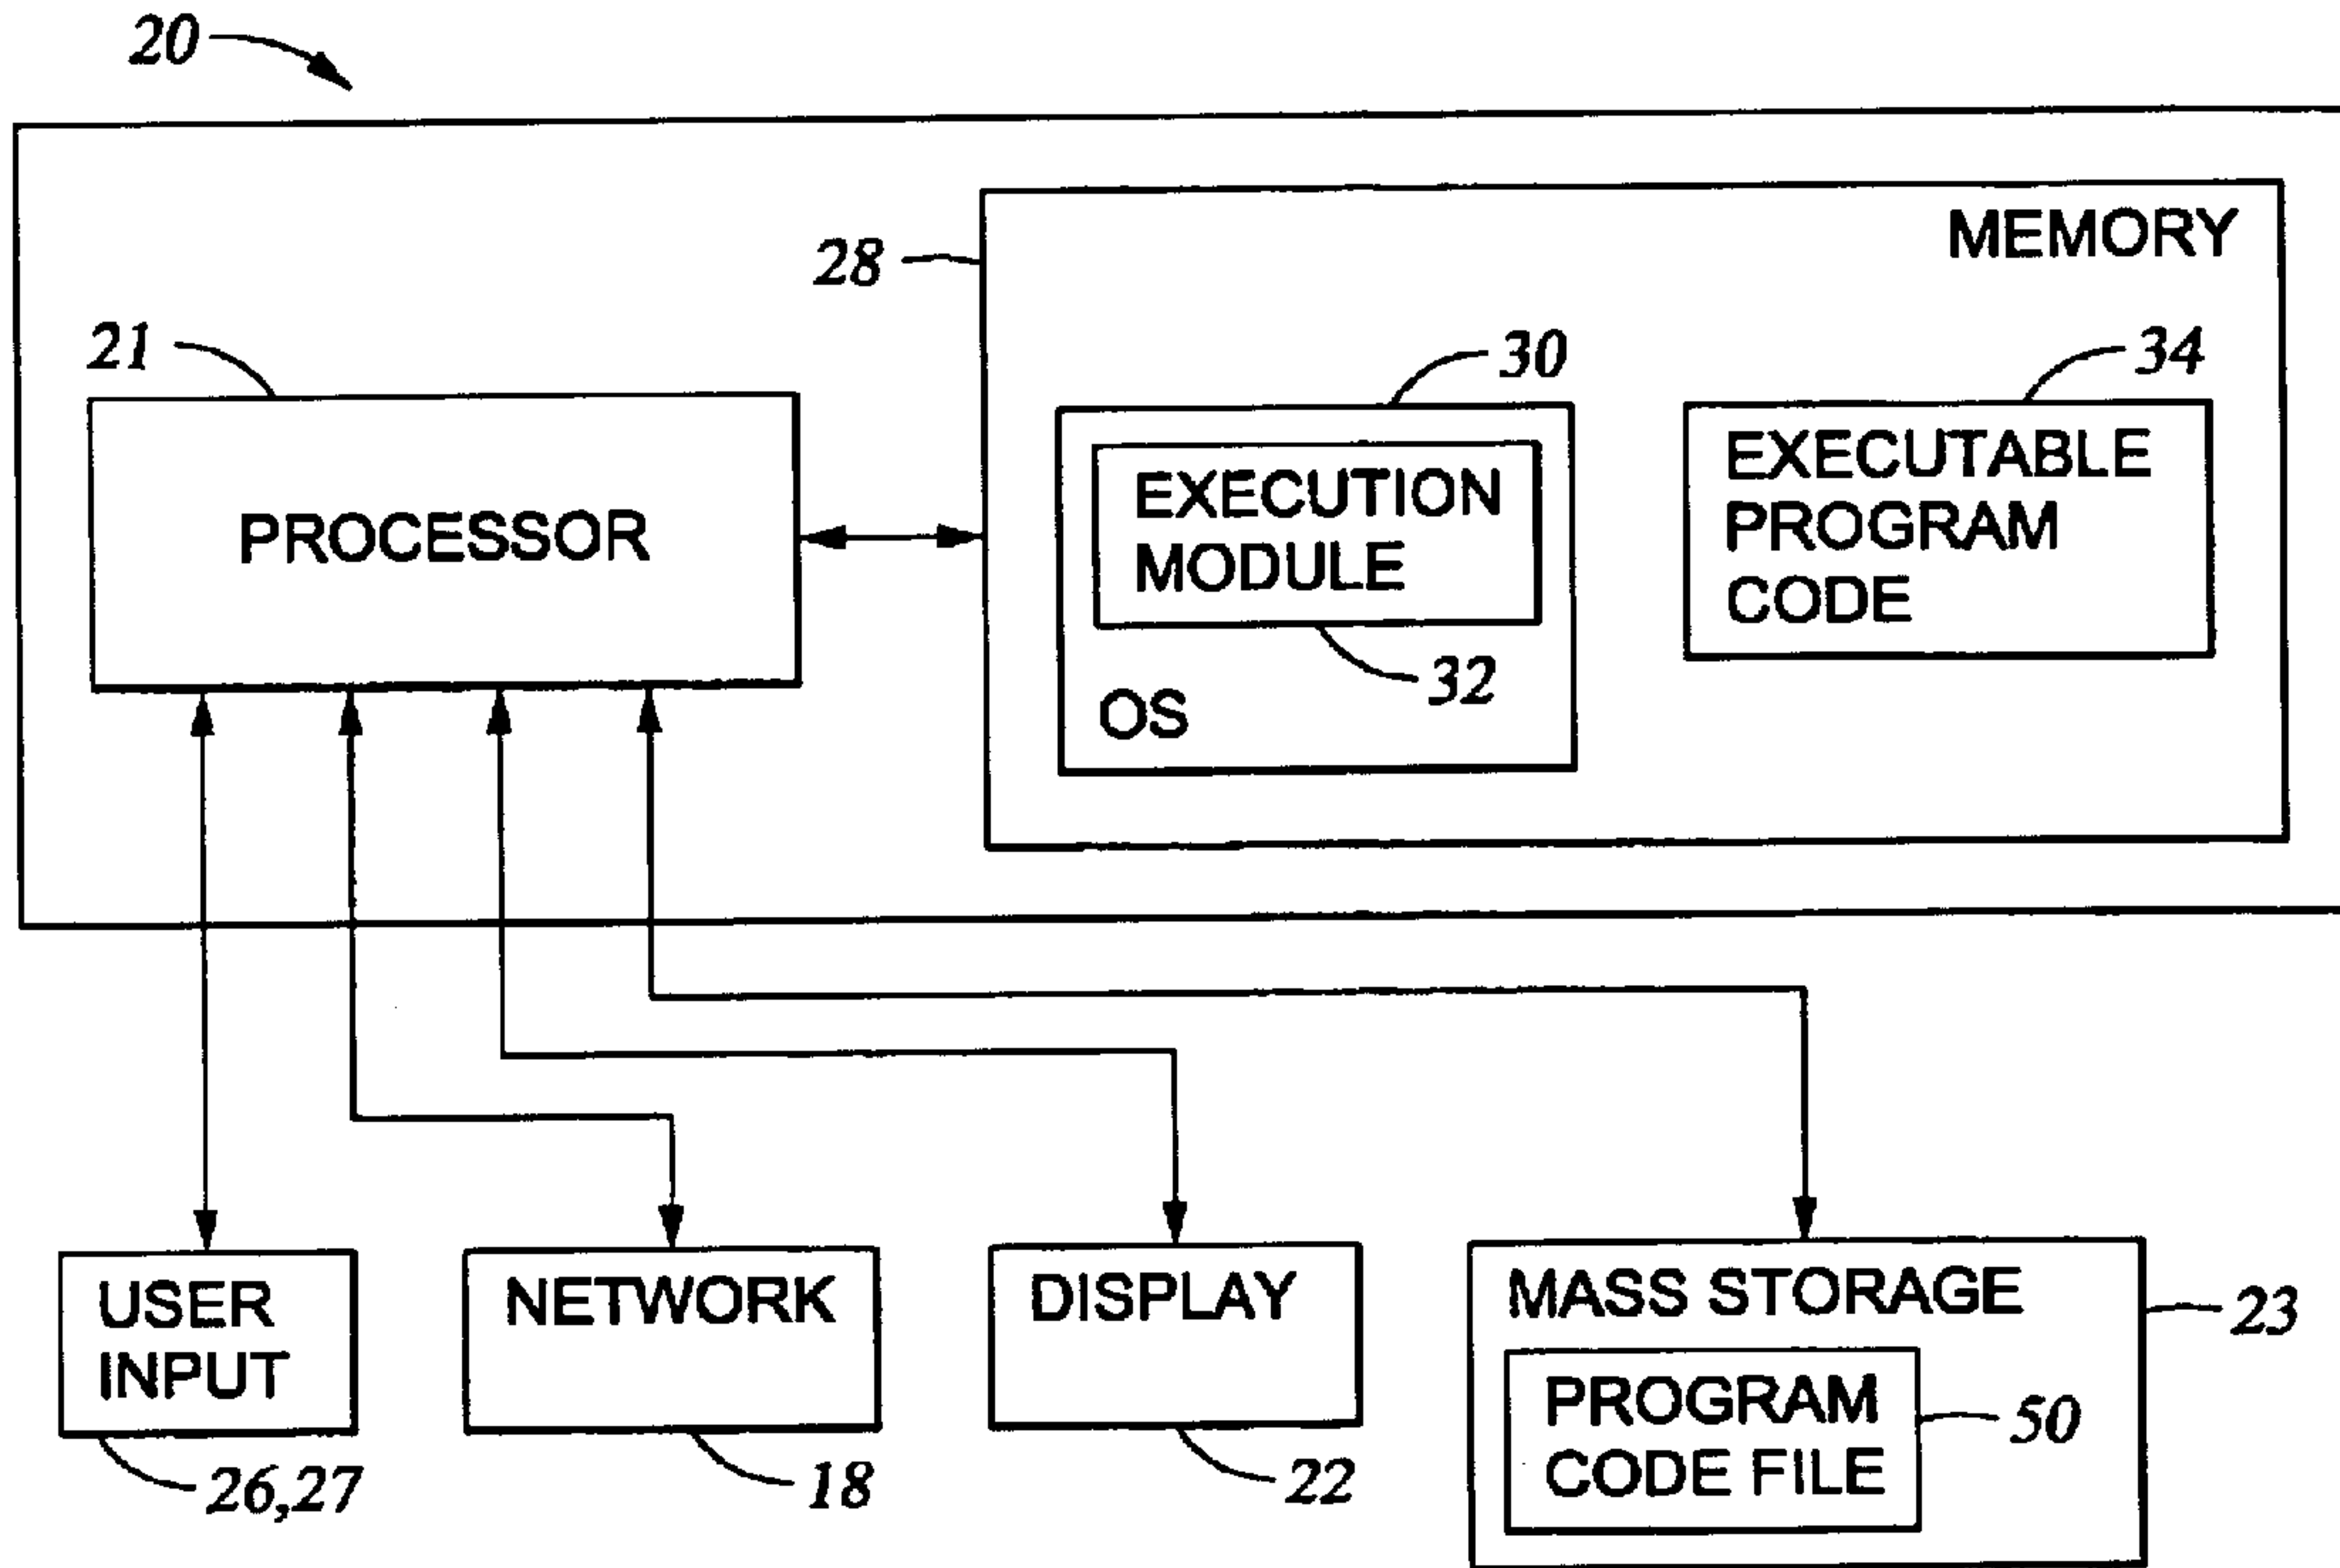 20
MEMORY
28
21
30
34
PROCESSOR
EXECUTION
MODULE
EXECUTABLE
PROGRAM
CODE
32
OS
USER
INPUT
NETWORK
DISPLAY
MASS STORAGE
23
PROGRAM
CODE FILE
50
26,27
18
22